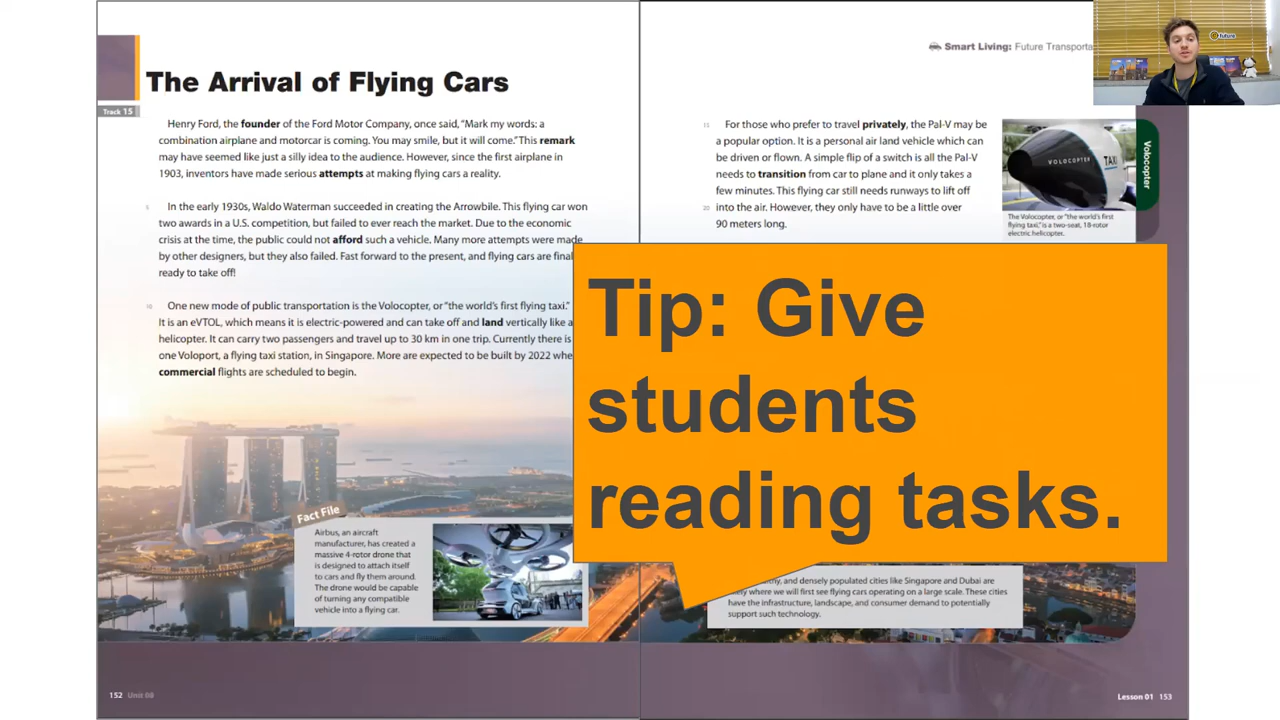 The Arrival of Flying Cars
Track 15
Henry Ford, the founder of the Ford Motor Company, once said, “Mark my words: a
combination airplane and motorcar is coming. You may smile, but it will come.” This remark
may have seemed like just a silly idea to the audience. However, since the first airplane in
1903, inventors have made serious attempts at making flying cars a reality.
5 In the early 1930s, Waldo Waterman succeeded in creating the Arrowbile. This flying car won
two awards in a U.S. competition, but failed to ever reach the market. Due to the economic
crisis at the time, the public could not afford such a vehicle. Many more attempts were made
by other designers, but they also failed. Fast forward to the present, and flying cars are
ready to take off!
10 One new mode of public transportation is the Volocopter, or “the world’s first flying taxi.”
It is an eVTOL, which means it is electric-powered and can take off and land vertically like a
helicopter. It can carry two passengers and travel up to 30 km in one trip. Currently there is
one Voloport, a flying taxi station, in Singapore. More are expected to be built by 2022
commercial flights are scheduled to begin.
Fact File
Airbus, an aircraft
manufacturer, has created a
massive 4-rotor drone that
is designed to attach itself
to cars and fly them around.
The drone would be capable
of turning any compatible
vehicle into a flying car.
152 Unit 08
Smart Living: Future
future
15 For those who prefer to travel privately, the Pal-V may be
a popular option. It is a personal air land vehicle which can
be driven or flown. A simple flip of a switch is all the Pal-V
needs to transition from car to plane and it only takes a
few minutes. This flying car still needs runways to lift off
20 into the air. However, they only have to be a little over
90 meters long.
VOLOCOPTER TAXI
Volocopter
The Volocopter, or “the world’s first
flying taxi,” is a two-seat, 18-rotor
electric helicopter.
Tip: Give
students
reading tasks.
and densely populated cities like Singapore and Dubai are
where we will first see flying cars operating on a large scale. These cities
have the infrastructure, landscape, and consumer demand to potentially
support such technology.
Lesson 01 153